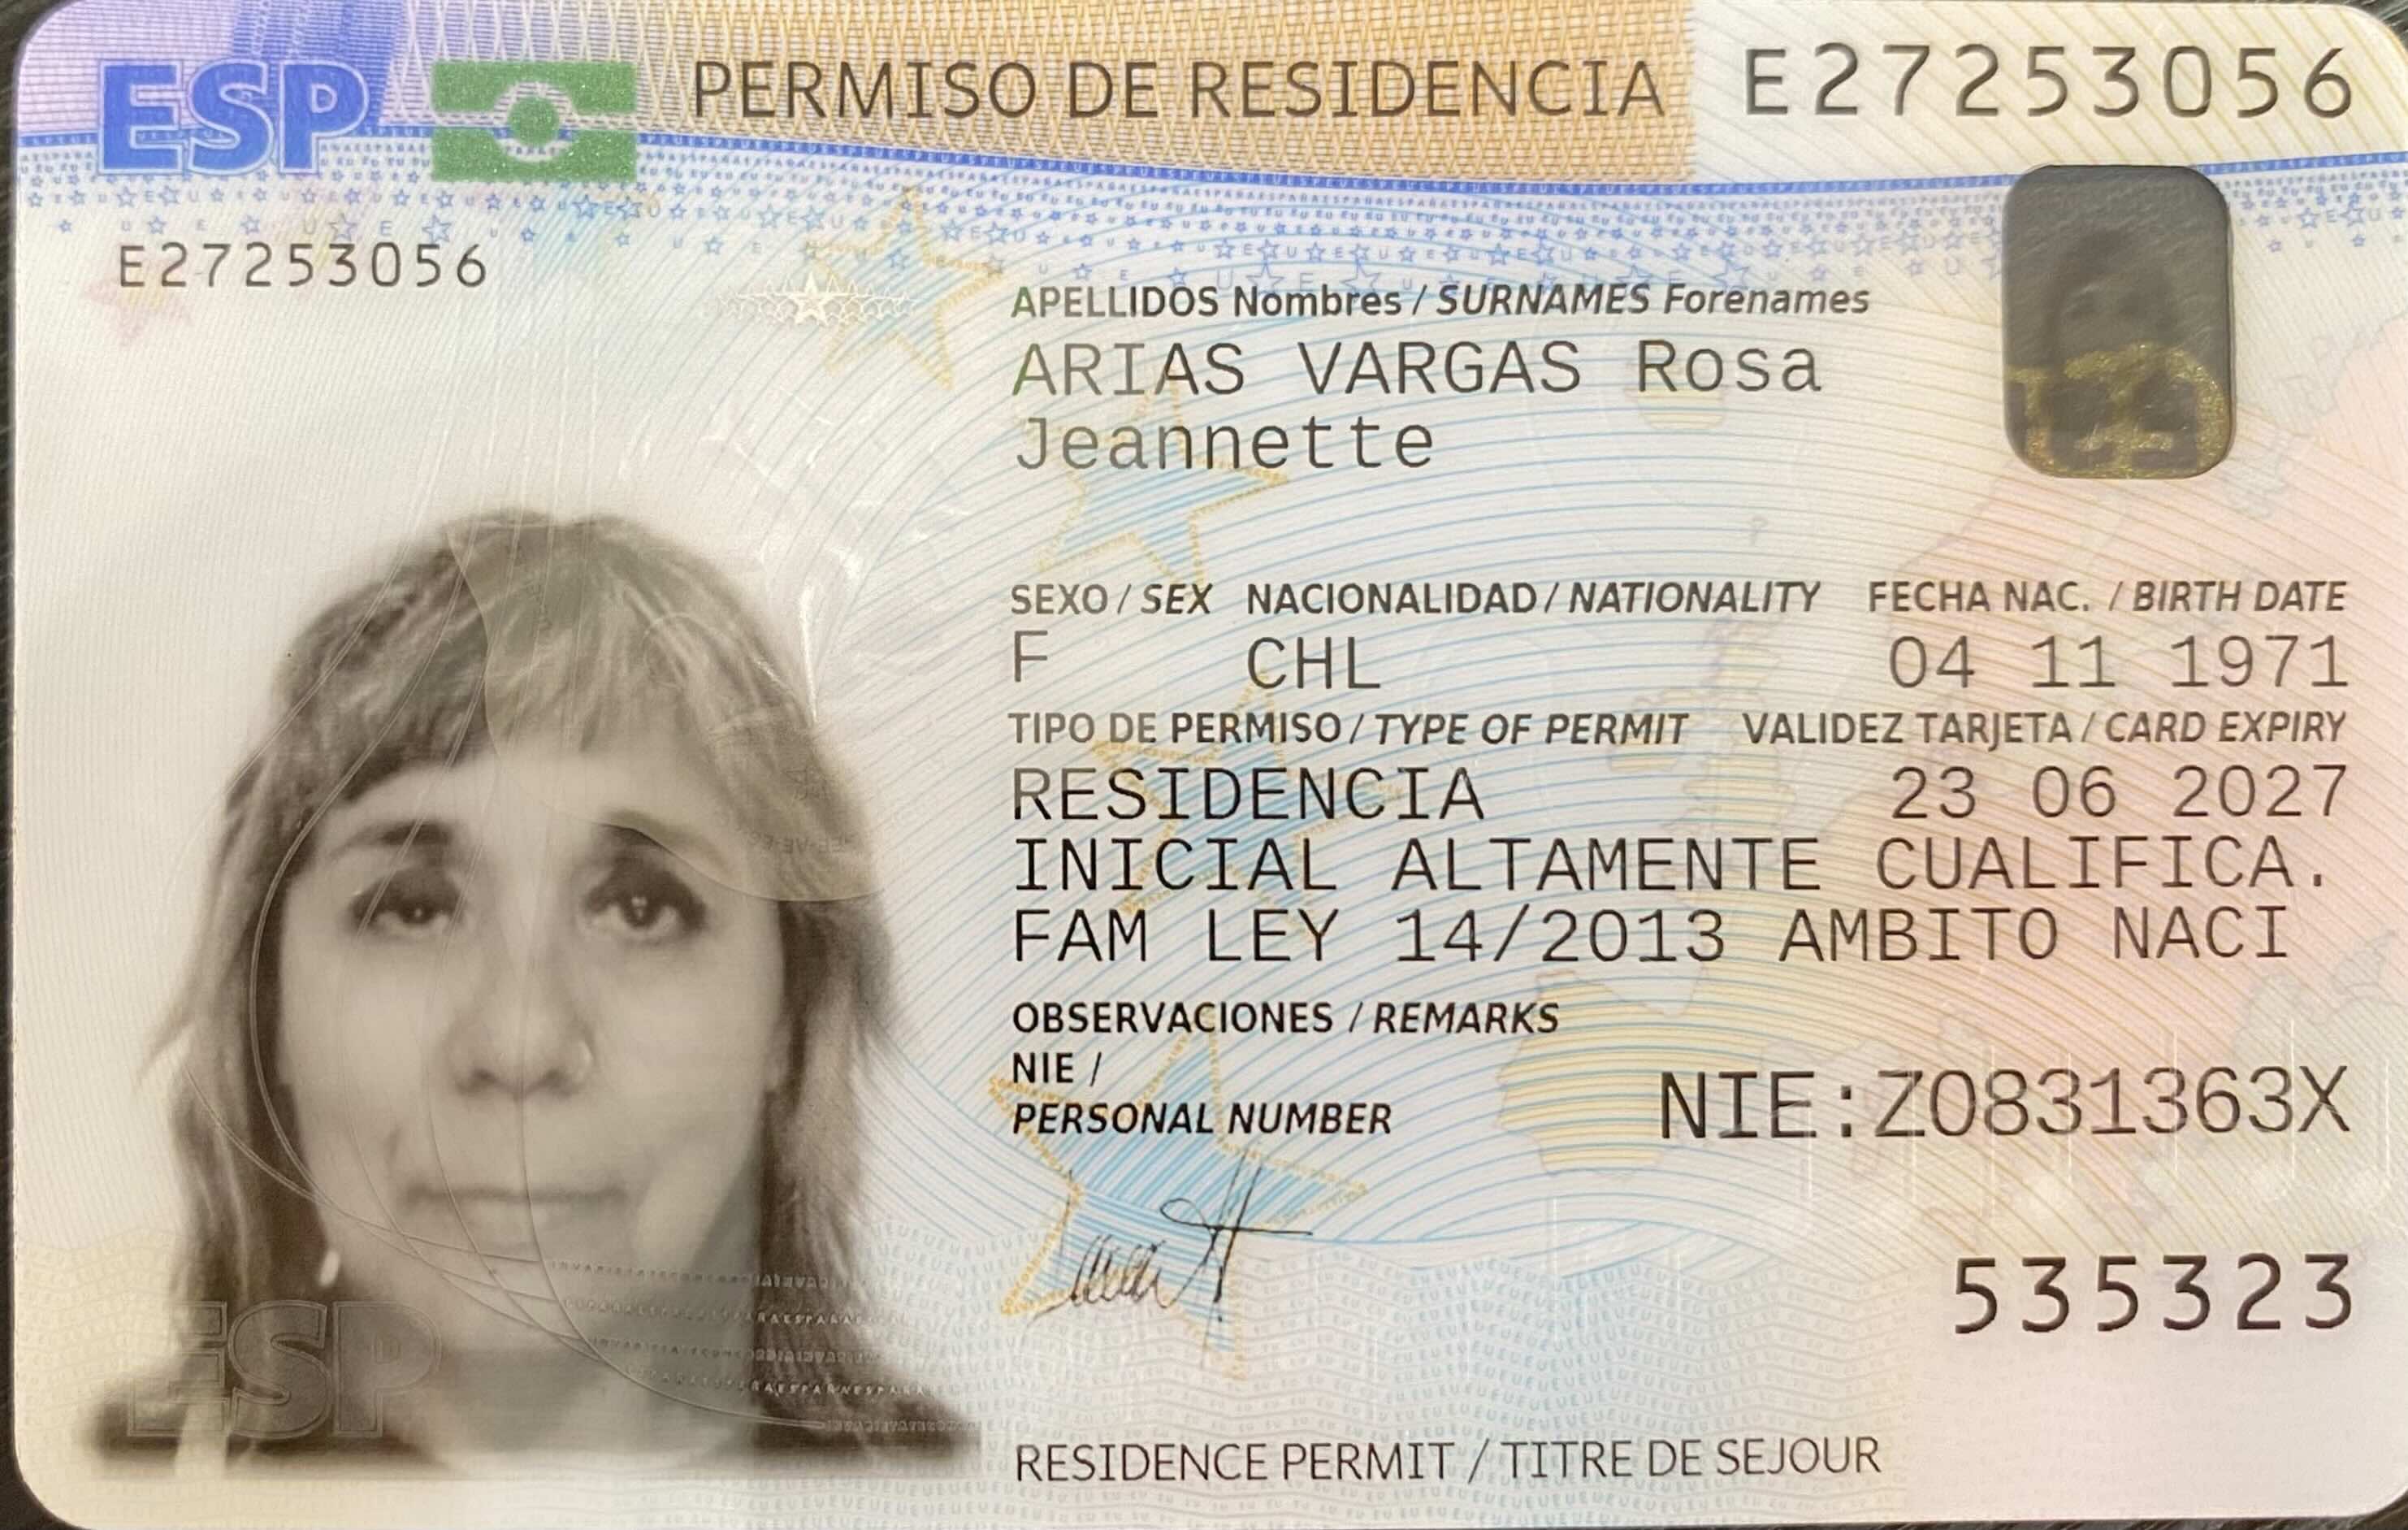 ESP PERMISO DE RESIDENCIA E27253056
E27253056
APELLIDOS Nombres / SURNAMES Forenames
ARIAS VARGAS Rosa
Jeannette
SEXO / SEX NACIONALIDAD / NATIONALITY FECHA NAC. / BIRTH DATE
F CHL 04 11 1971
TIPO DE PERMISO / TYPE OF PERMIT VALIDEZ TARJETA / CARD EXPIRY
RESIDENCIA 23 06 2027
INICIAL ALTAMENTE CUALIFICA.
FAM LEY 14/2013 AMBITO NACI
OBSERVACIONES / REMARKS
NIE /
PERSONAL NUMBER NIE:Z0831363X
535323
ESP
RESIDENCE PERMIT / TITRE DE SEJOUR